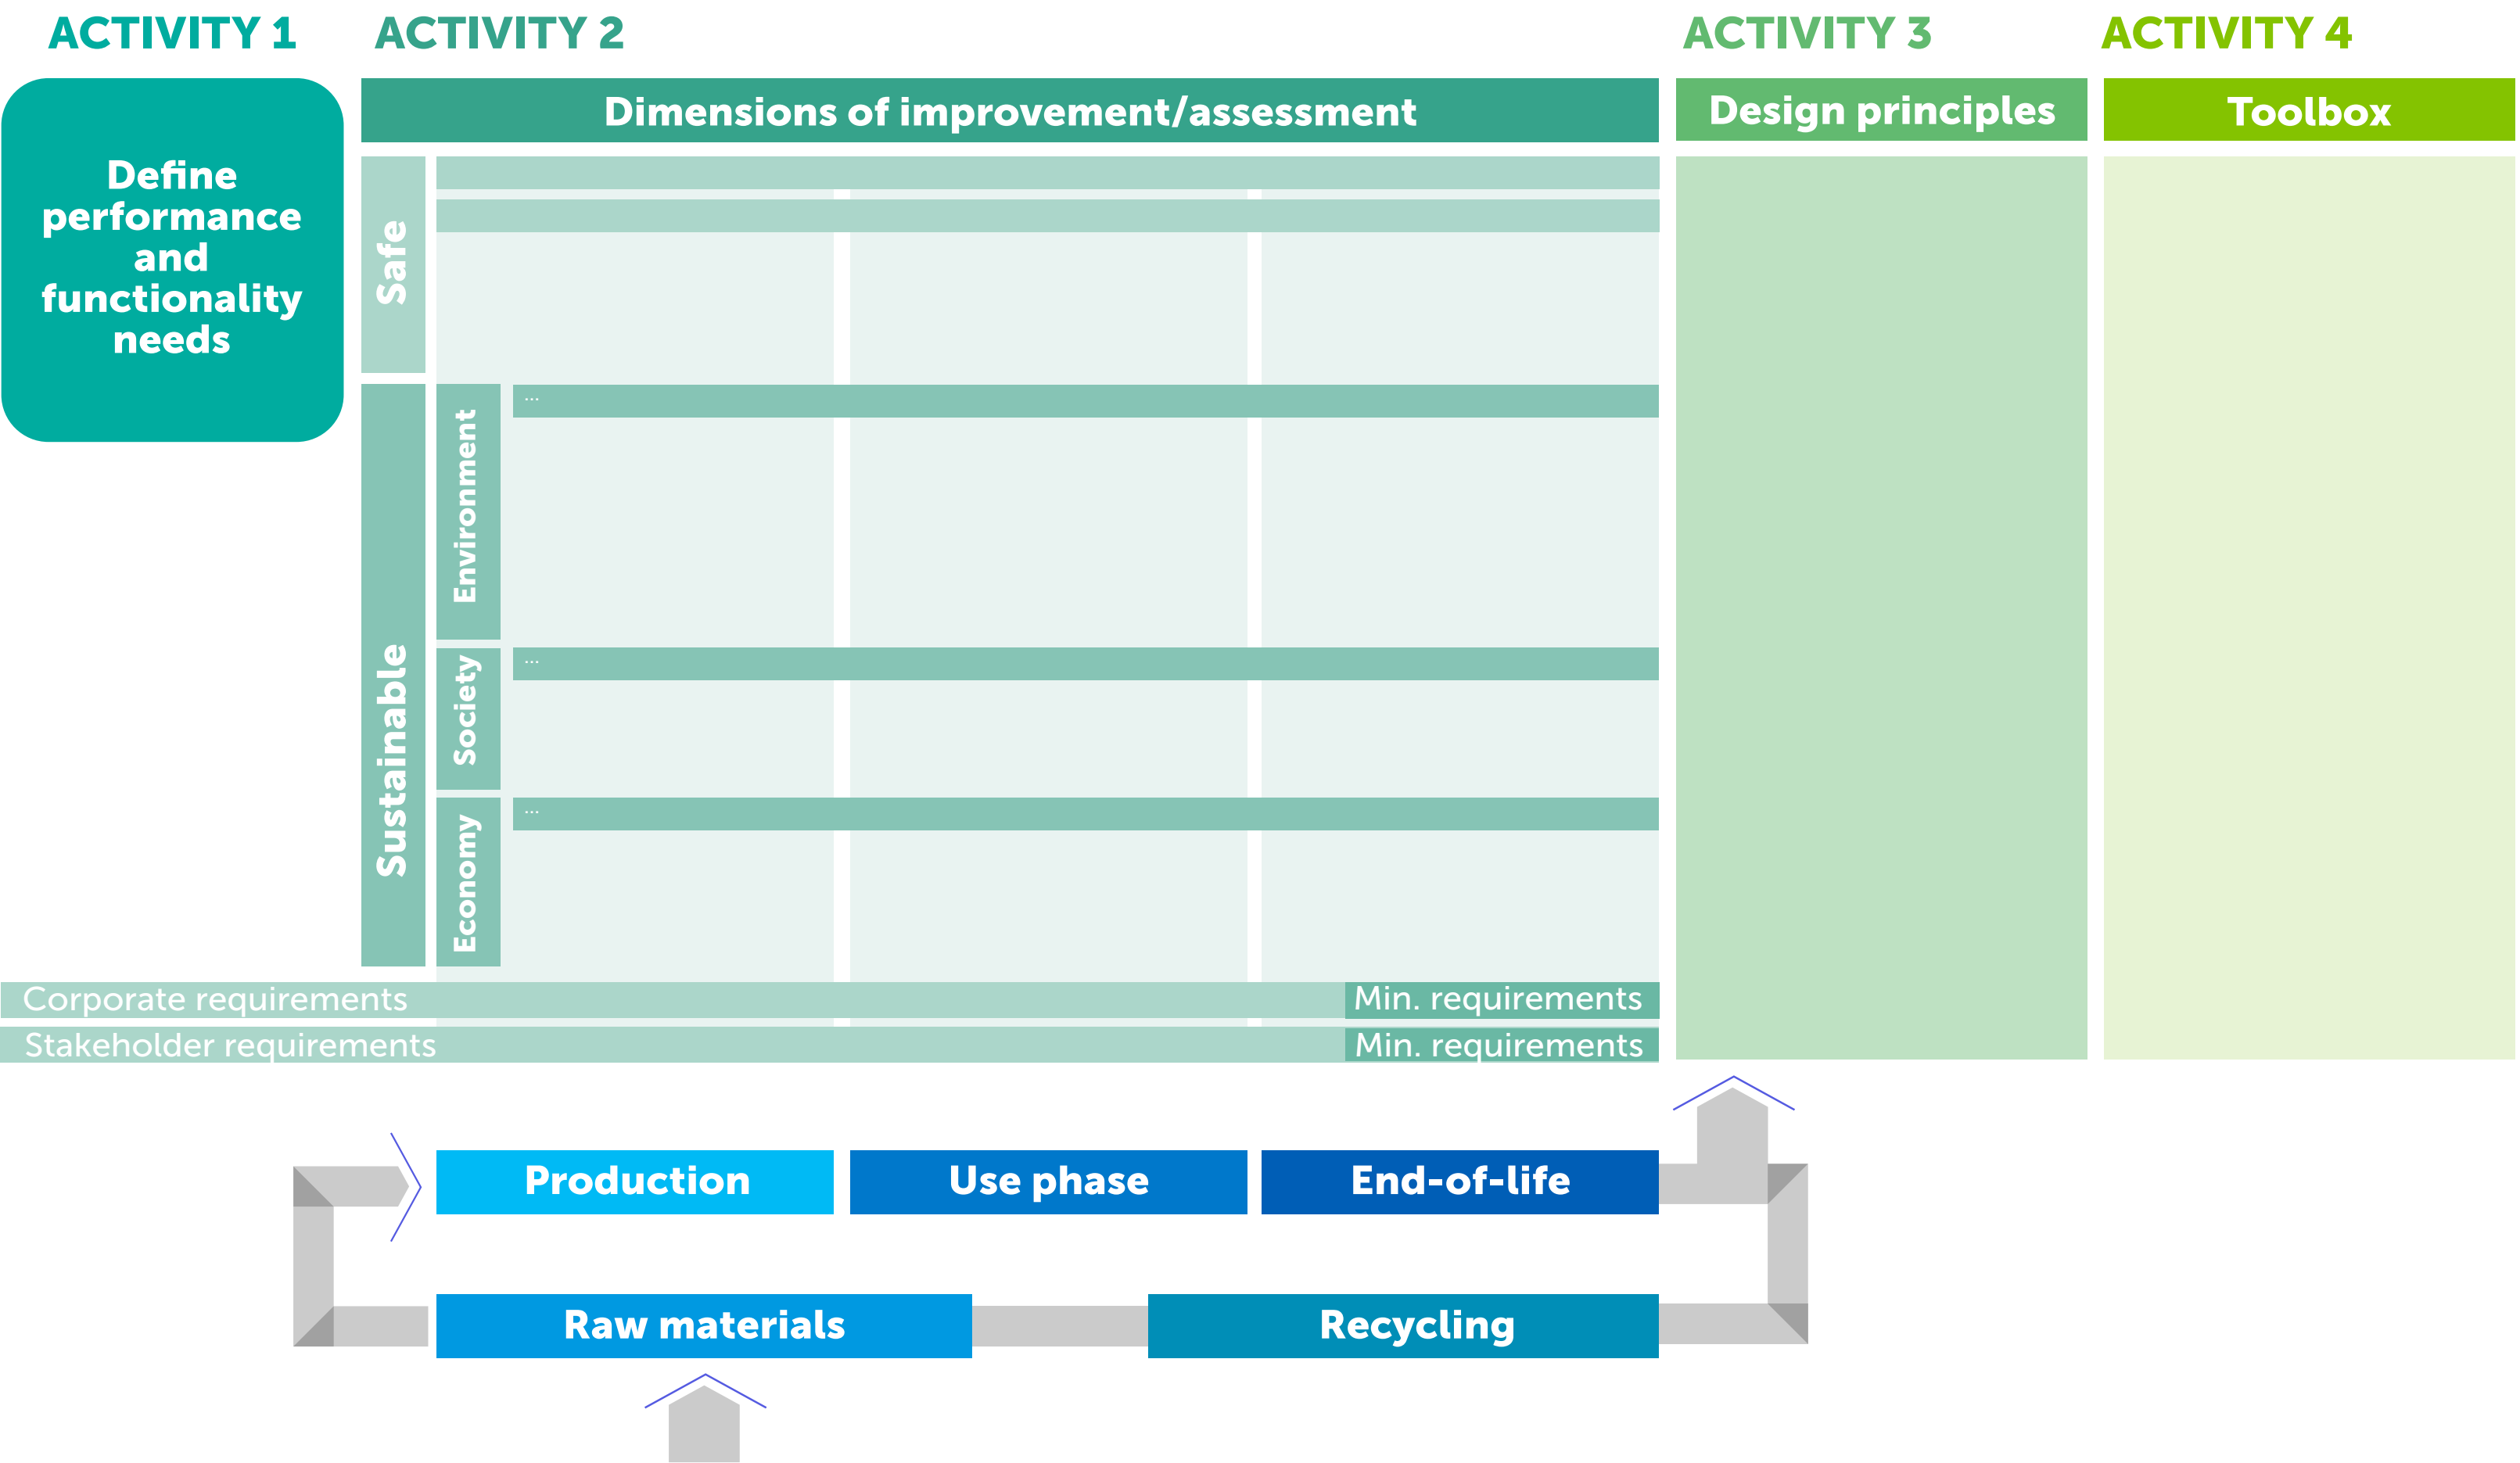 ACTIVITY 1
ACTIVITY 2
ACTIVITY 3
ACTIVITY 4
Define
performance
and
functionality
needs
Dimensions of improvement/assessment
Design principles
Toolbox
Safe
Sustainable
Environment
...
Society
...
Economy
...
Corporate requirements
Min. requirements
Stakeholder requirements
Min. requirements
Production
Use phase
End-of-life
Raw materials
Recycling